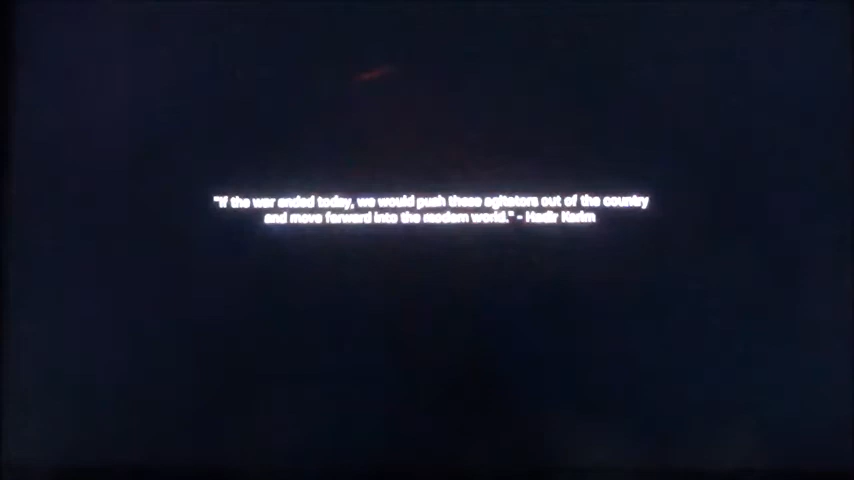 "If the war ended today, we would push these agitators out of the country
and move forward into the modern world." - Hadir Karim